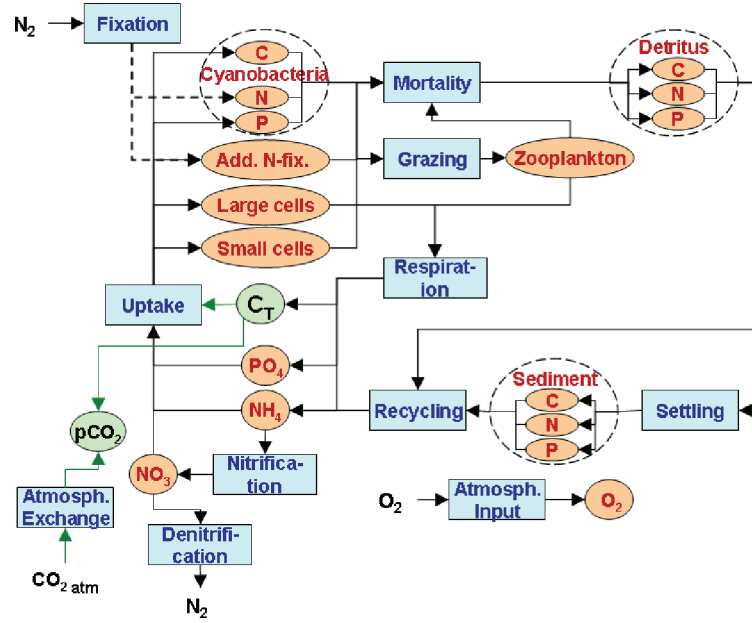 N₂
Fixation
C
Cyanobacteria
N
P
Mortality
Detritus
C
N
P
Add. N-fix.
Grazing
Zooplankton
Large cells
Small cells
Respirat-
ion
Uptake
C_T
PO₄
NH₄
Recycling
Sediment
C
N
P
Settling
pCO₂
NO₃
Nitrifica-
tion
Atmosph.
Exchange
O₂
Atmosph.
Input
O₂
Denitrifi-
cation
CO₂ atm
N₂